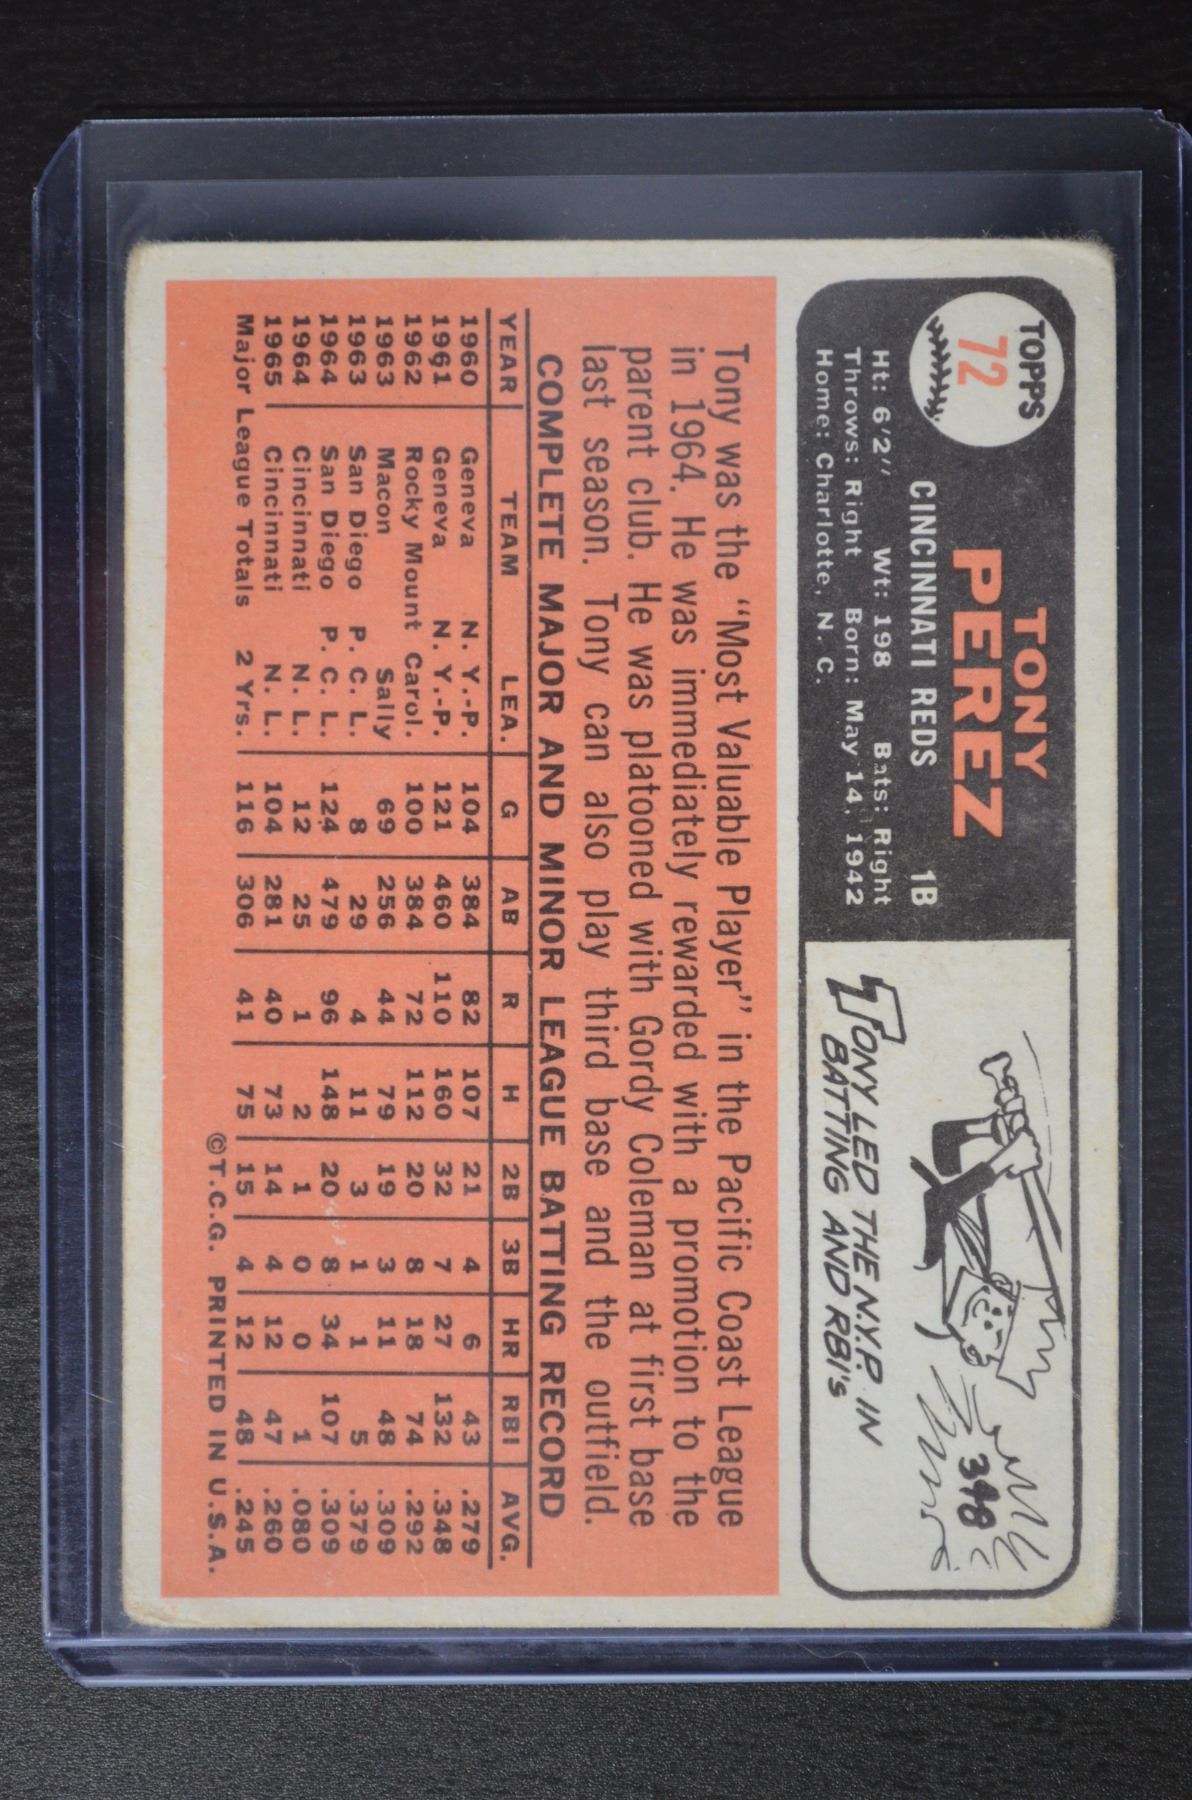 TOPPS
72
TONY
PEREZ
CINCINNATI REDS 1B
Ht: 6'2" Wt: 198 Bats: Right
Throws: Right Born: May 14, 1942
Home: Charlotte, N. C.
TONY LED THE N.Y.P. IN
BATTING AND RBI's
348
Tony was the "Most Valuable Player" in the Pacific Coast League
in 1964. He was immediately rewarded with a promotion to the
parent club. He was platooned with Gordy Coleman at first base
last season. Tony can also play third base and the outfield.
COMPLETE MAJOR AND MINOR LEAGUE BATTING RECORD
YEAR TEAM LEA. G AB R H 2B 3B HR RBI AVG.
1960 Geneva N. Y.-P. 104 384 82 107 21 4 6 43 .279
1961 Geneva N. Y.-P. 121 460 110 160 32 7 27 132 .348
1962 Rocky Mount Carol. 100 384 72 112 20 8 18 74 .292
1963 Macon Sally 69 256 44 79 19 3 11 48 .309
1963 San Diego P. C. L. 8 29 4 11 3 1 1 5 .379
1964 San Diego P. C. L. 124 479 96 148 20 8 34 107 .309
1964 Cincinnati N. L. 12 25 1 2 1 0 0 1 .080
1965 Cincinnati N. L. 104 281 40 73 14 4 12 47 .260
Major League Totals 2 Yrs. 116 306 41 75 15 4 12 48 .245
©T.C.G. PRINTED IN U.S.A.